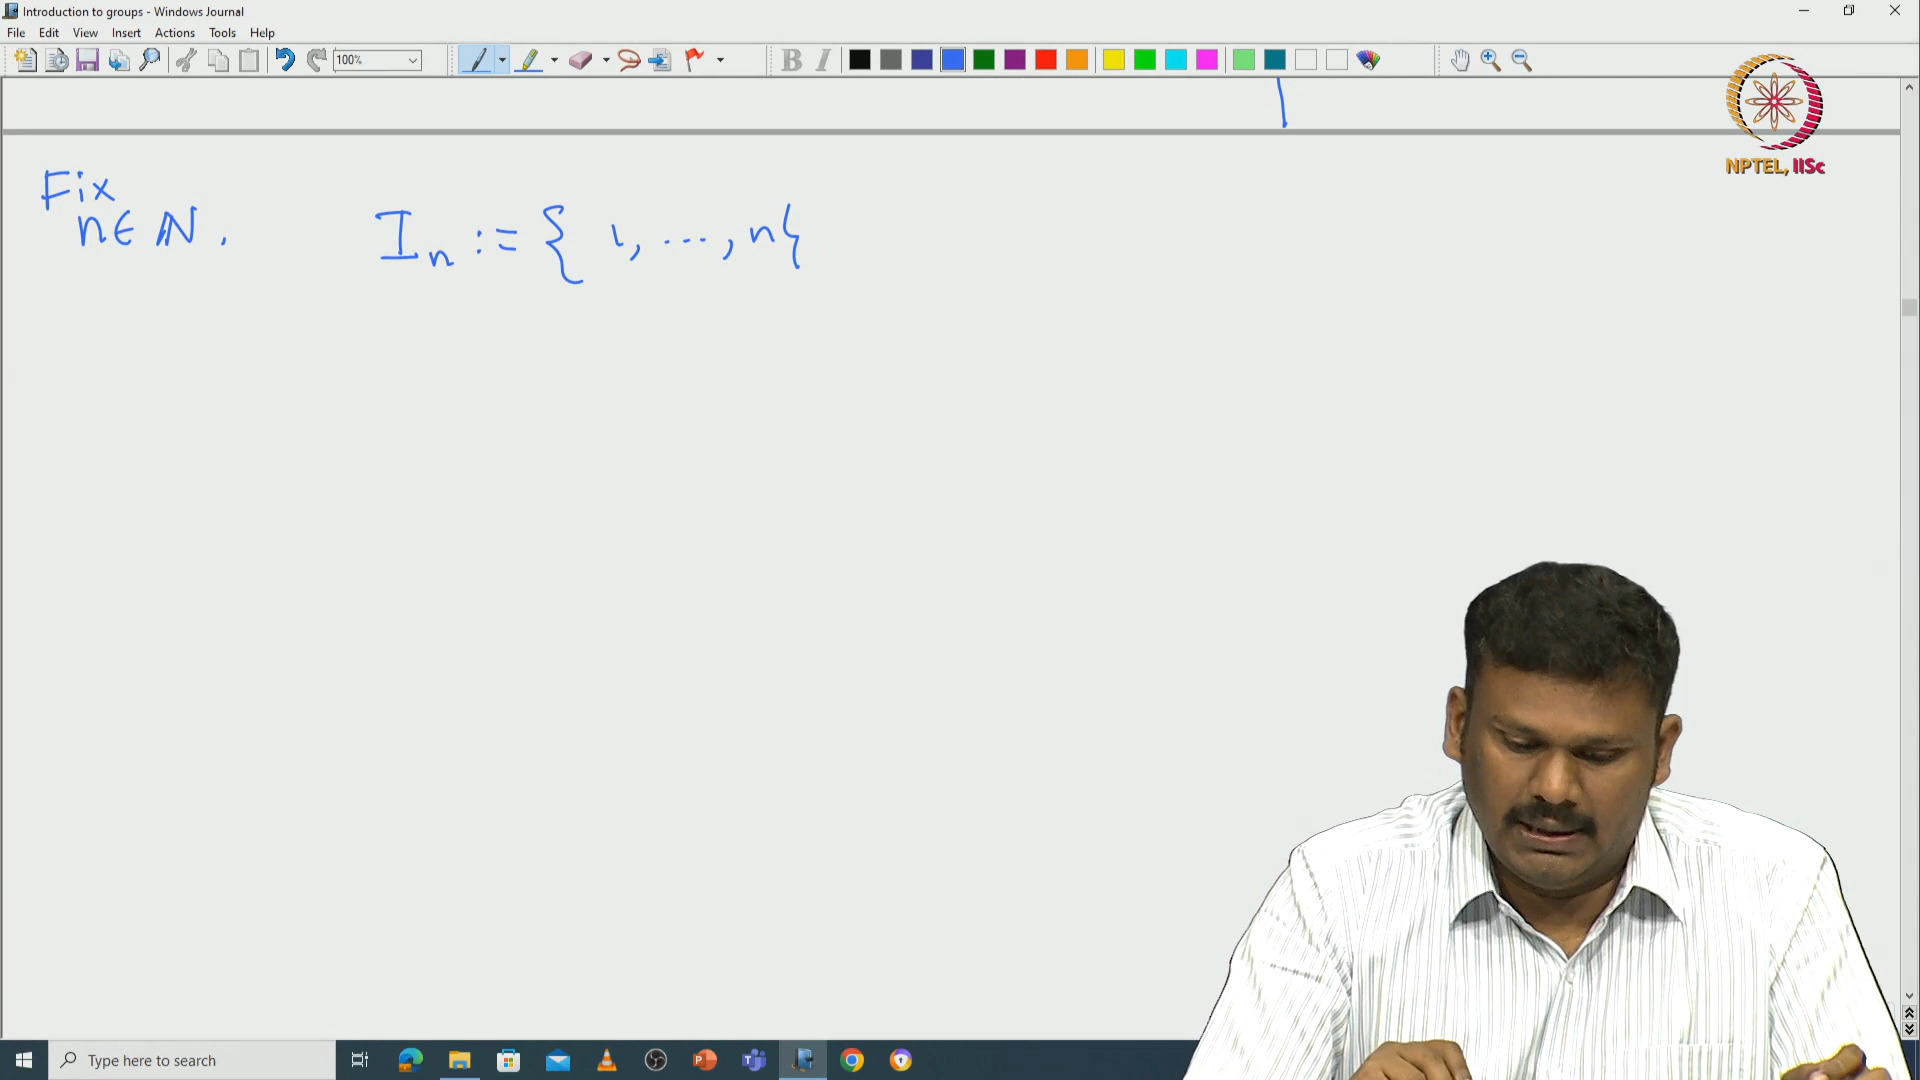 Introduction to groups - Windows Journal
File Edit View Insert Actions Tools Help
100%
B I
NPTEL, IISc
Fix
n ∈ ℕ .
Iₙ := { 1, ..., n {
Type here to search